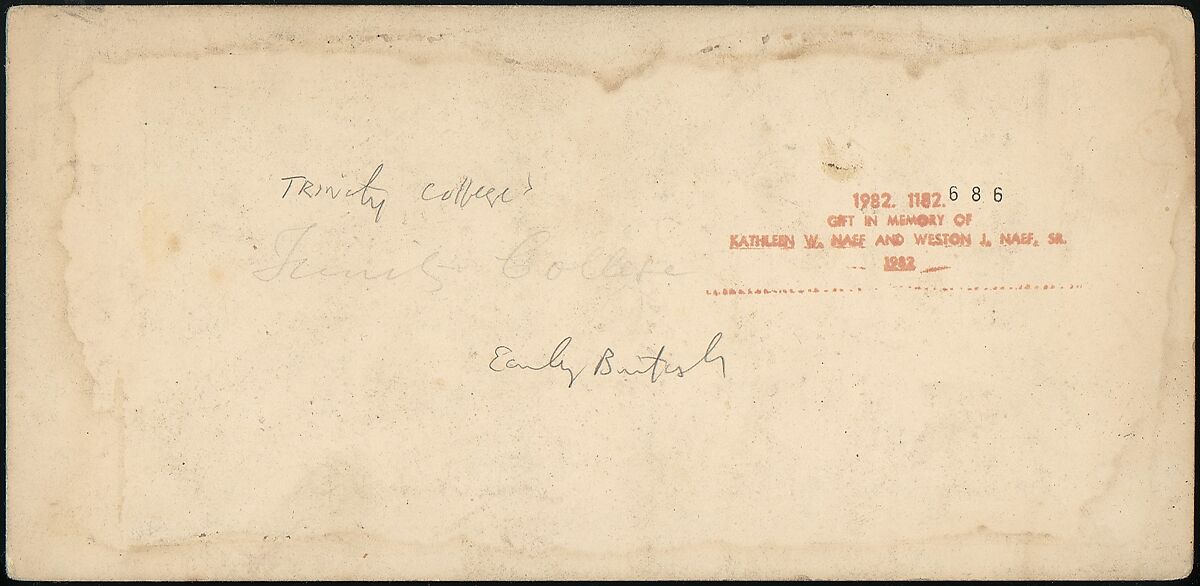 Trinity College?
Trinity College
Early British
1982. 1182.686
GIFT IN MEMORY OF
KATHLEEN W. NAEF AND WESTON J. NAEF, SR.
1982